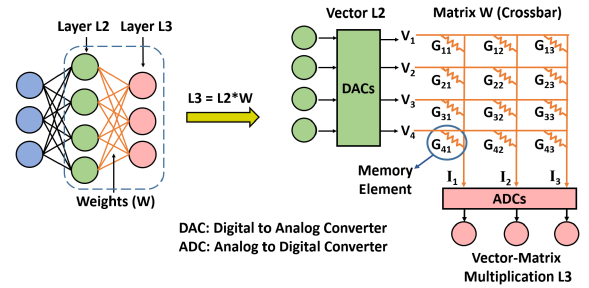 Layer L2
Layer L3
L3 = L2*W
Weights (W)
Vector L2
DACs
Matrix W (Crossbar)
V1
G11
G12
G13
V2
G21
G22
G23
V3
G31
G32
G33
V4
G41
G42
G43
Memory
Element
I1
I2
I3
ADCs
DAC: Digital to Analog Converter
ADC: Analog to Digital Converter
Vector-Matrix
Multiplication L3